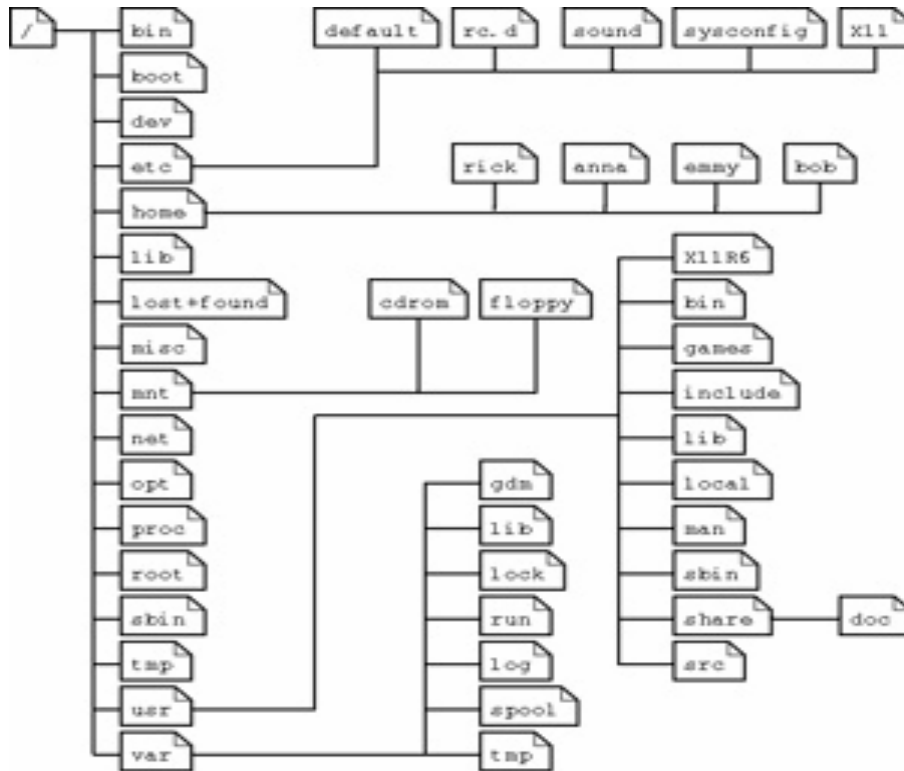 / bin default rc.d sound sysconfig X11
boot
dev
etc rick anna emmy bob
home
lib X11R6
lost+found cdrom floppy bin
misc games
mnt include
net lib
opt gdm local
proc lib man
root lock sbin
sbin run share doc
tmp log src
usr spool
var tmp